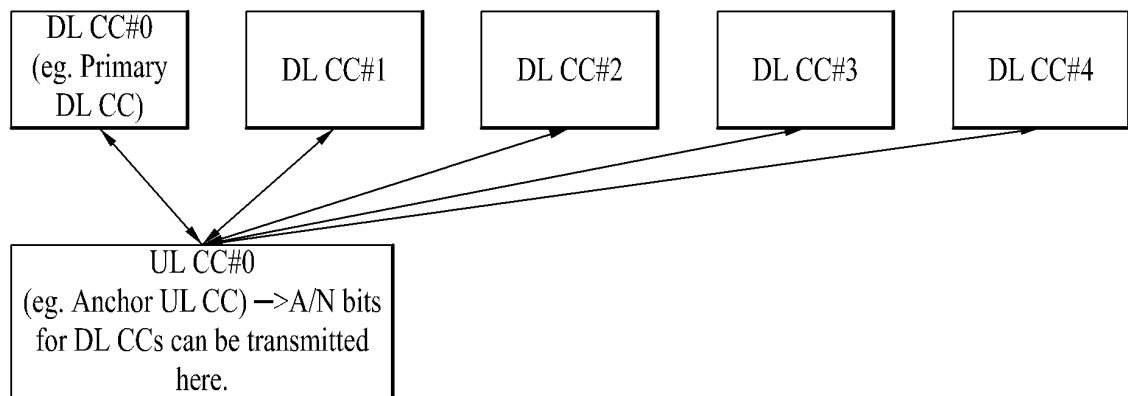 DL CC#0
(eg. Primary
DL CC)
DL CC#1
DL CC#2
DL CC#3
DL CC#4
UL CC#0
(eg. Anchor UL CC) —>A/N bits
for DL CCs can be transmitted
here.